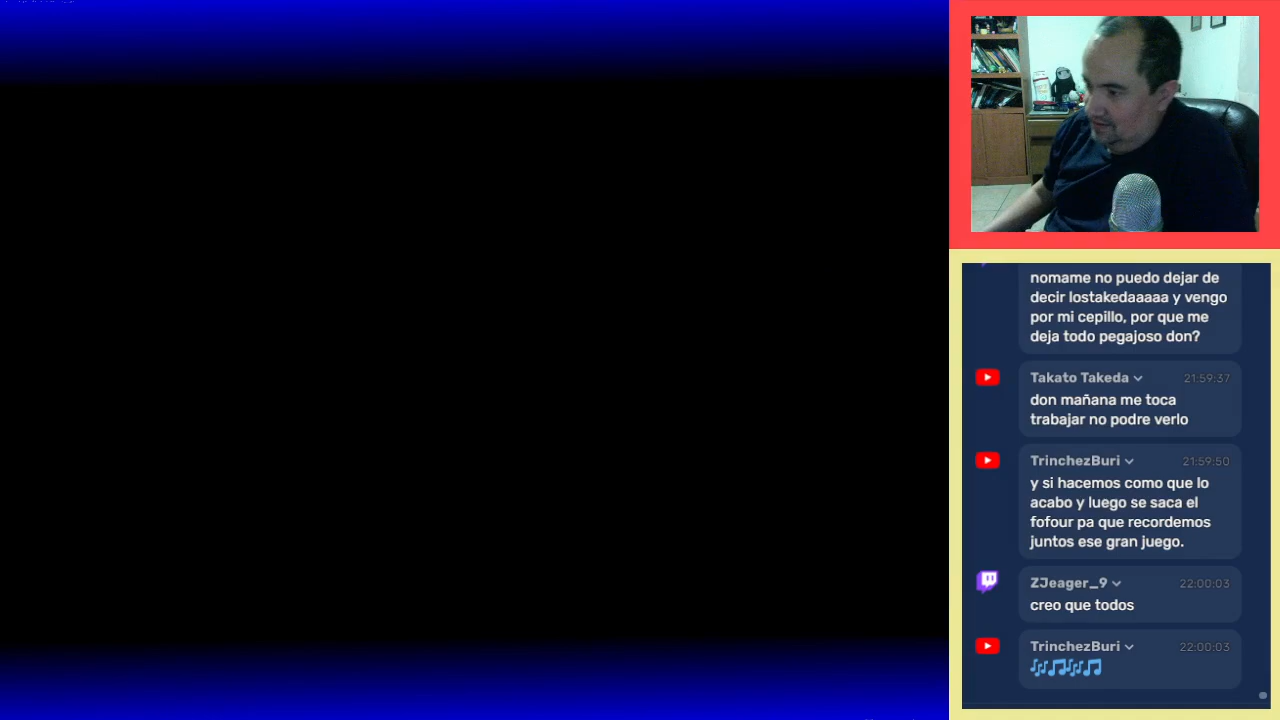 nomame no puedo dejar de
decir lostakedaaaaa y vengo
por mi cepillo, por que me
deja todo pegajoso don?
Takato Takeda 21:59:37
don mañana me toca
trabajar no podre verlo
TrinchezBuri 21:59:50
y si hacemos como que lo
acabo y luego se saca el
fofour pa que recordemos
juntos ese gran juego.
ZJeager_9 22:00:03
creo que todos
TrinchezBuri 22:00:03
🎶🎵🎶🎵